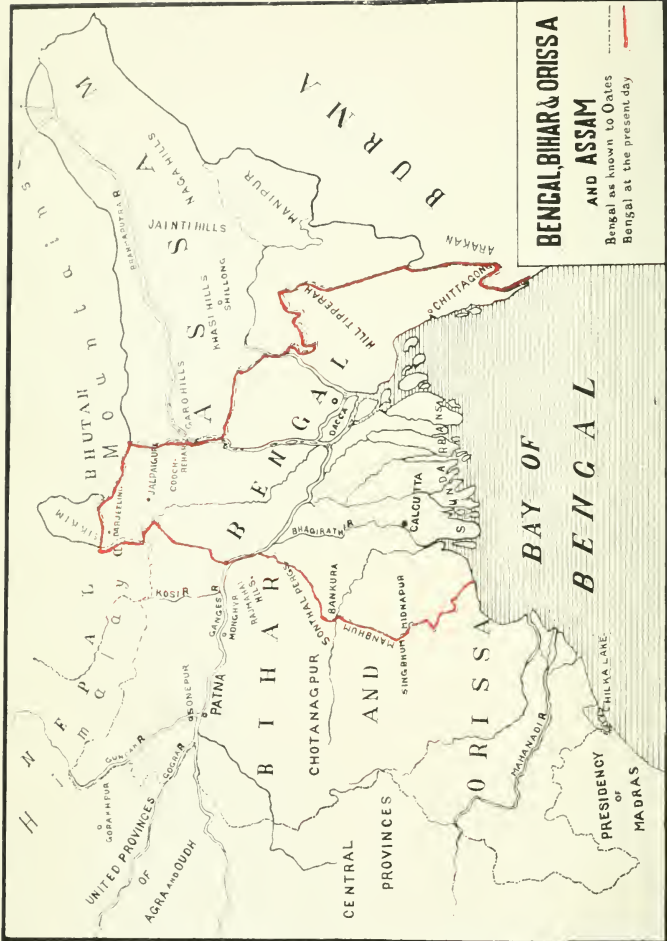 BENGAL, BIHAR & ORISSA
AND ASSAM
Bengal as known to Oates
Bengal at the present day
Himalaya Mountains
NEPAL
SIKKIM
BHUTAN
ASSAM
BURMA
BRAHMAPUTRA R
NAGA HILLS
MANIPUR
JAINTI HILLS
KHASI HILLS
SHILLONG
GARO HILLS
DARJEELING
JALPAIGURI
COOCH-
BEHAR
HILL TIPPERAH
CHITTAGONG
ARAKAN
BENGAL
DACCA
BHAGIRATHI R
CALCUTTA
SOUNDARBANS
GORAKHPUR
UNITED PROVINCES
OF
AGRA AND OUDH
GUNDAK R
GOGRA R
SONEPUR
PATNA
KOSI R
GANGES R
MONGHYR
RAJMAHAL
HILLS
BIHAR
AND
ORISSA
SONTHAL PERGS
BANKURA
CHOTANAGPUR
MANBHUM
SINGBHUM
MIDNAPUR
CENTRAL
PROVINCES
MAHANADI R
CHILKA LAKE
PRESIDENCY
OF
MADRAS
BAY OF
BENGAL